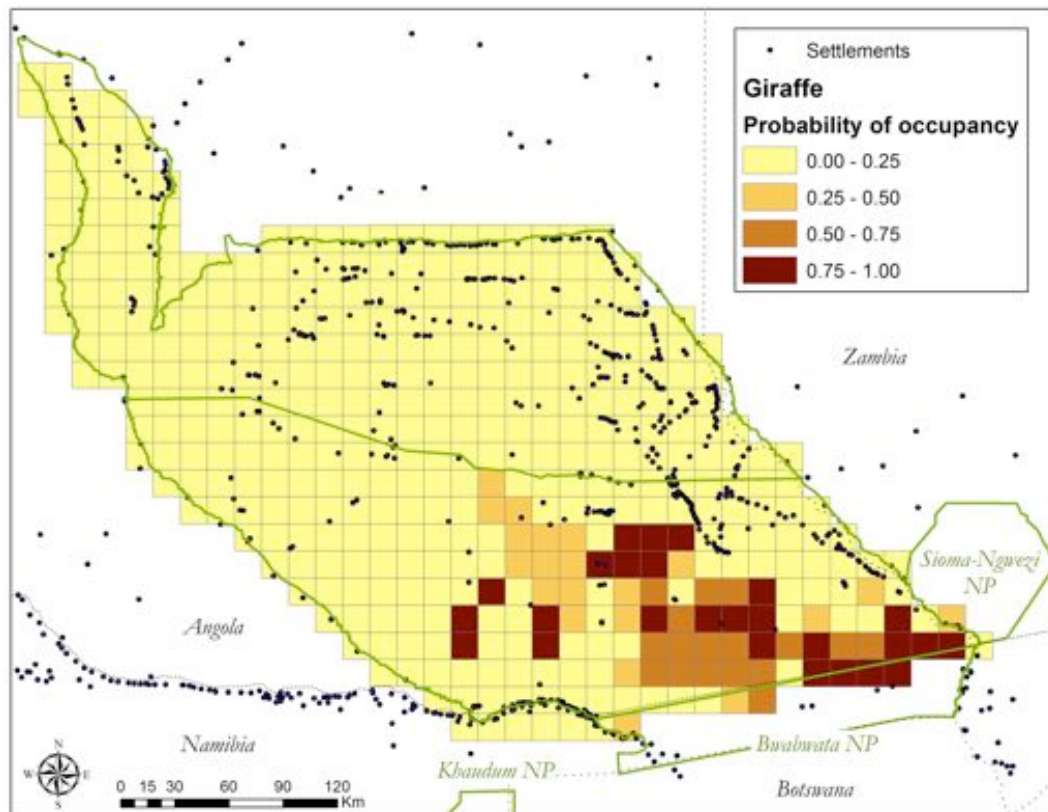 Settlements
Giraffe
Probability of occupancy
0.00 - 0.25
0.25 - 0.50
0.50 - 0.75
0.75 - 1.00
Zambia
Sioma-Ngwezi
NP
Angola
Namibia
Khaudum NP
Bwabwata NP
Botswana
N
W E
S
0 15 30 60 90 120
Km